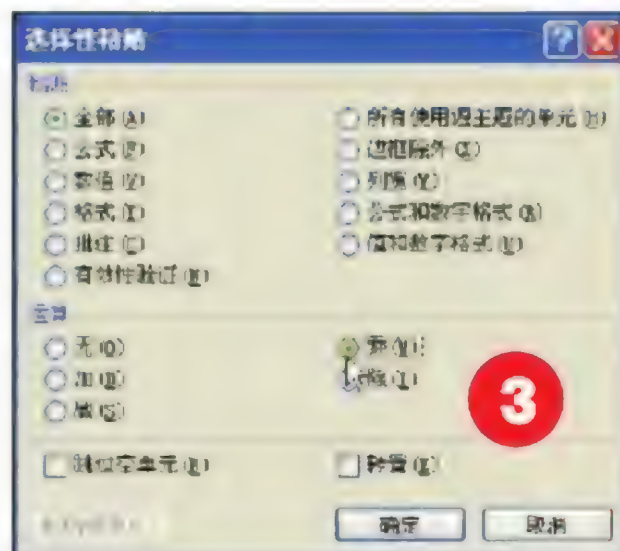 选择性粘贴
粘贴
全部(A)
公式(F)
数值(V)
格式(T)
批注(C)
有效性验证(N)
所有使用源主题的单元(H)
边框除外(X)
列宽(W)
公式和数字格式(R)
值和数字格式(U)
运算
无(O)
加(D)
减(S)
乘(M)
除(I)
3
跳过空单元(B)
转置(E)
确定
取消